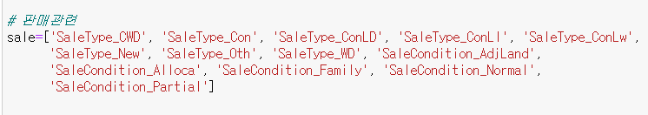 # 판매관련
sale=['SaleType_CWD', 'SaleType_Con', 'SaleType_ConLD', 'SaleType_ConLI', 'SaleType_ConLw',
'SaleType_New', 'SaleType_Oth', 'SaleType_WD', 'SaleCondition_AdjLand',
'SaleCondition_Alloca', 'SaleCondition_Family', 'SaleCondition_Normal',
'SaleCondition_Partial']